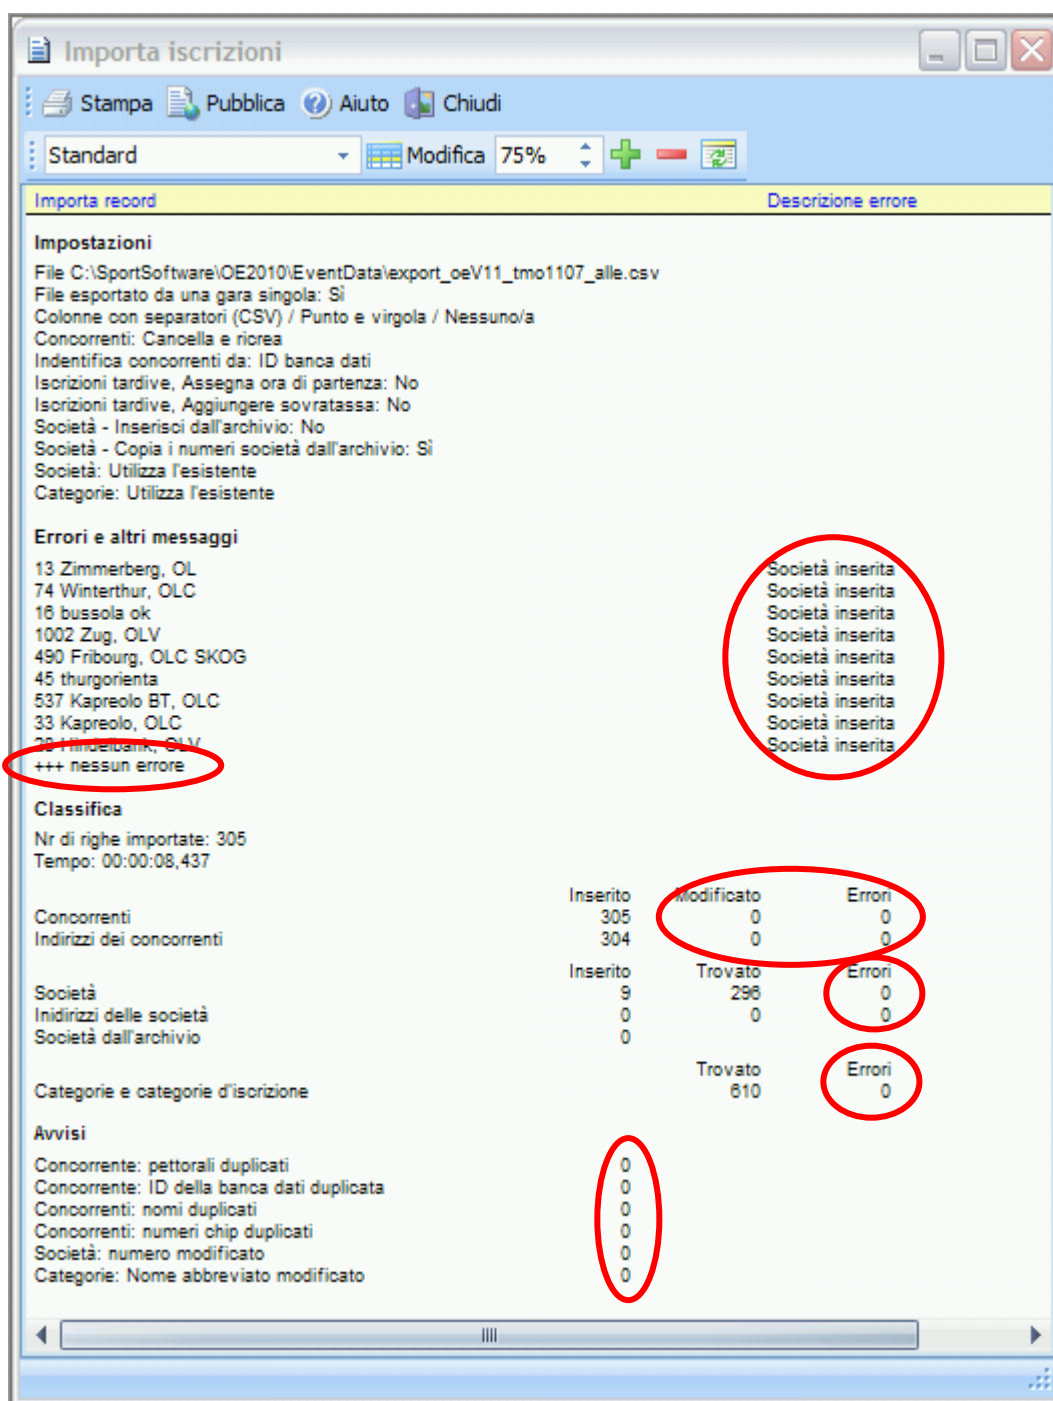 Importa iscrizioni
Stampa Pubblica Aiuto Chiudi
Standard Modifica 75%
Importa record Descrizione errore
Impostazioni
File C:\SportSoftware\OE2010\EventData\export_oeV11_tmo1107_alle.csv
File esportato da una gara singola: Sì
Colonne con separatori (CSV) / Punto e virgola / Nessuno/a
Concorrenti: Cancella e ricrea
Indentifica concorrenti da: ID banca dati
Iscrizioni tardive, Assegna ora di partenza: No
Iscrizioni tardive, Aggiungere sovratassa: No
Società - Inserisci dall'archivio: No
Società - Copia i numeri società dall'archivio: Sì
Società: Utilizza l'esistente
Categorie: Utilizza l'esistente
Errori e altri messaggi
13 Zimmerberg, OL Società inserita
74 Winterthur, OLC Società inserita
16 bussola ok Società inserita
1002 Zug, OLV Società inserita
490 Fribourg, OLC SKOG Società inserita
45 thurgorienta Società inserita
537 Kapreolo BT, OLC Società inserita
33 Kapreolo, OLC Società inserita
Hindelbank, OLV Società inserita
+++ nessun errore
Classifica
Nr di righe importate: 305
Tempo: 00:00:08,437
Inserito Modificato Errori
Concorrenti 305 0 0
Indirizzi dei concorrenti 304 0 0
Inserito Trovato Errori
Società 9 296 0
Inidirizzi delle società 0 0 0
Società dall'archivio 0
Trovato Errori
Categorie e categorie d'iscrizione 610 0
Avvisi
Concorrente: pettorali duplicati 0
Concorrente: ID della banca dati duplicata 0
Concorrenti: nomi duplicati 0
Concorrenti: numeri chip duplicati 0
Società: numero modificato 0
Categorie: Nome abbreviato modificato 0